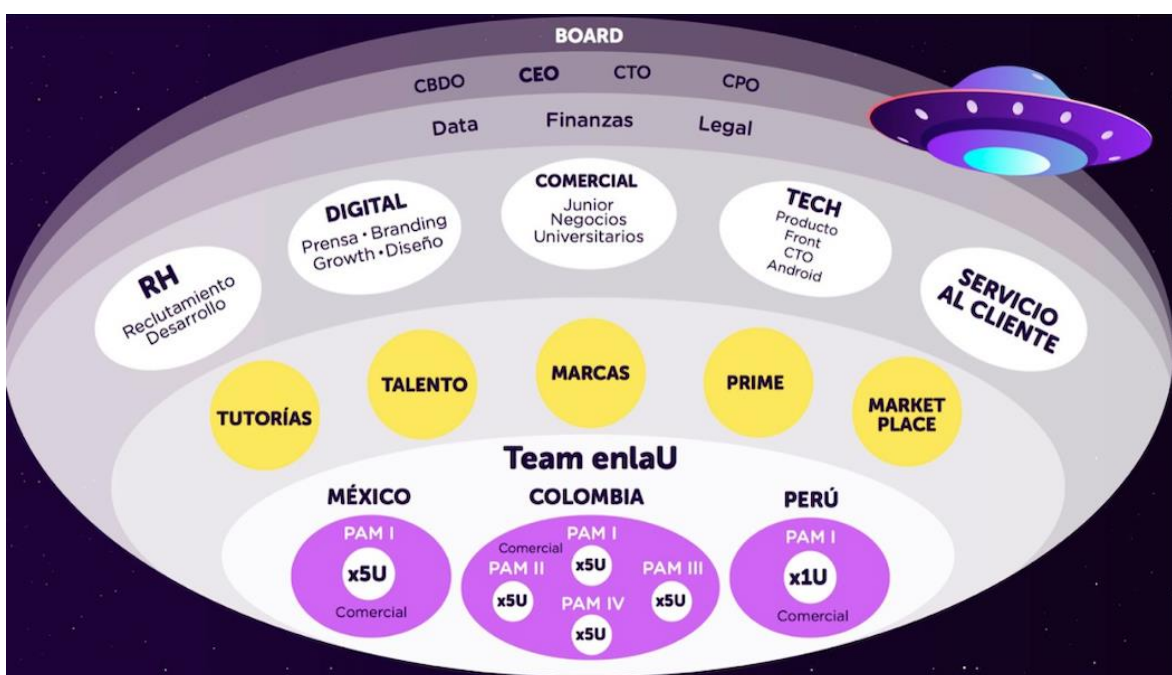 BOARD
CBDO CEO CTO CPO
Data Finanzas Legal
RH
Reclutamiento
Desarrollo
DIGITAL
Prensa • Branding
Growth • Diseño
COMERCIAL
Junior
Negocios
Universitarios
TECH
Producto
Front
CTO
Android
SERVICIO
AL CLIENTE
TUTORÍAS
TALENTO
MARCAS
PRIME
MARKET
PLACE
Team enlaU
MÉXICO
PAM I
x5U
Comercial
COLOMBIA
PAM I
Comercial
x5U
PAM II
x5U
PAM III
x5U
PAM IV
x5U
PERÚ
PAM I
x1U
Comercial